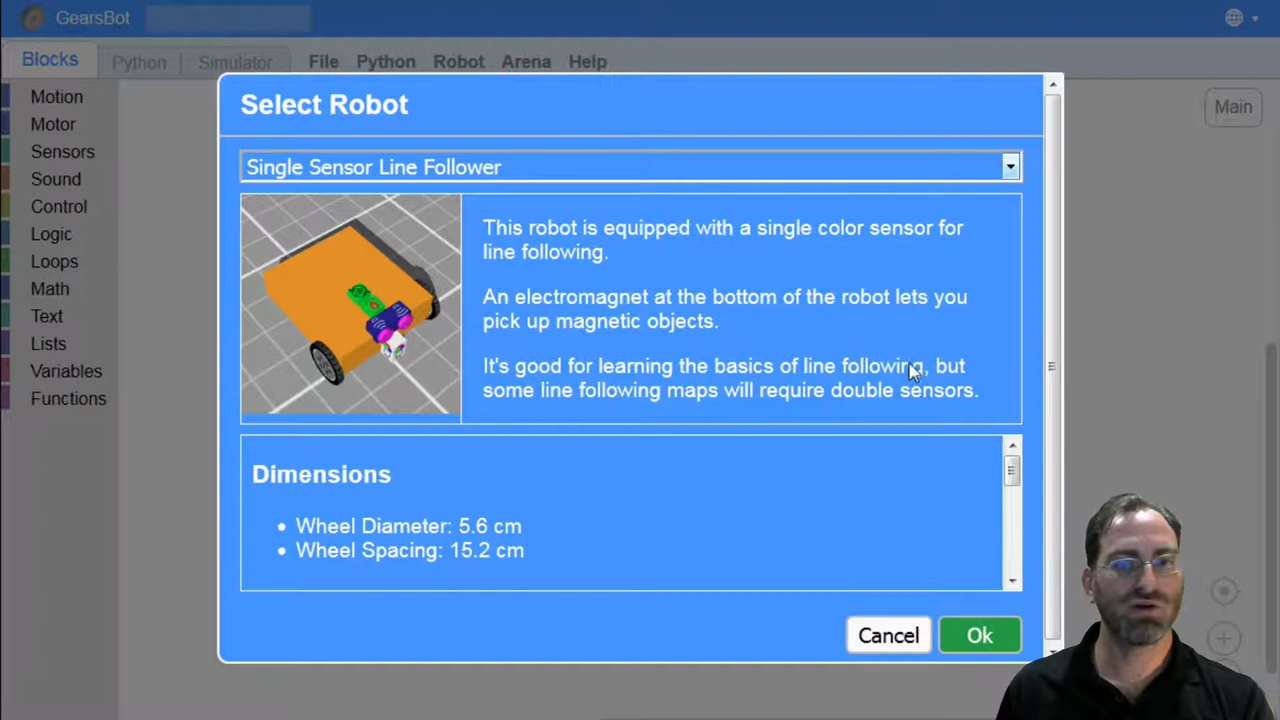 GearsBot
Blocks
Python
Simulator
File
Python
Robot
Arena
Help
Motion
Motor
Sensors
Sound
Control
Logic
Loops
Math
Text
Lists
Variables
Functions
Main
Select Robot
Single Sensor Line Follower
This robot is equipped with a single color sensor for
line following.
An electromagnet at the bottom of the robot lets you
pick up magnetic objects.
It's good for learning the basics of line following, but
some line following maps will require double sensors.
Dimensions
• Wheel Diameter: 5.6 cm
• Wheel Spacing: 15.2 cm
Cancel
Ok